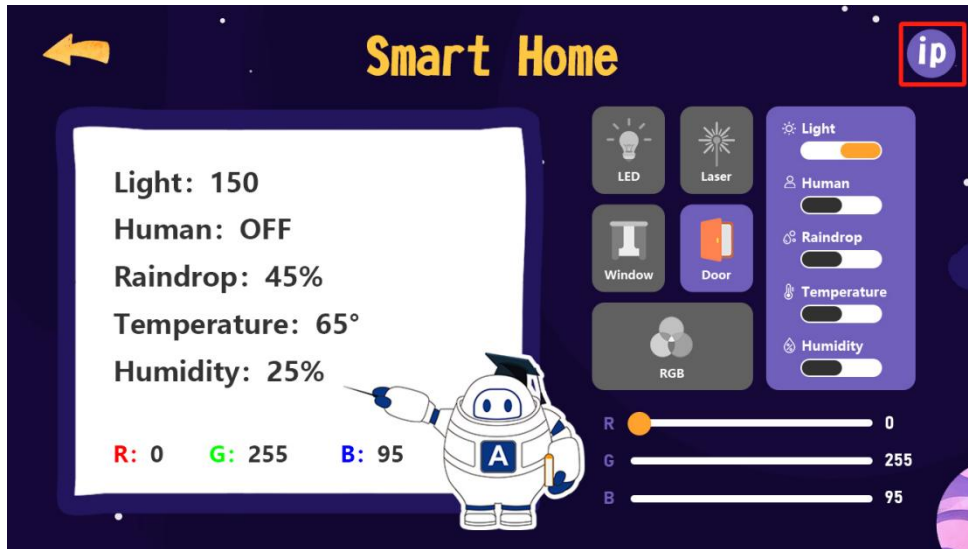 Smart Home
ip
Light: 150
Human: OFF
Raindrop: 45%
Temperature: 65°
Humidity: 25%
R: 0 G: 255 B: 95
A
LED
Laser
Window
Door
RGB
Light
Human
Raindrop
Temperature
Humidity
R 0
G 255
B 95